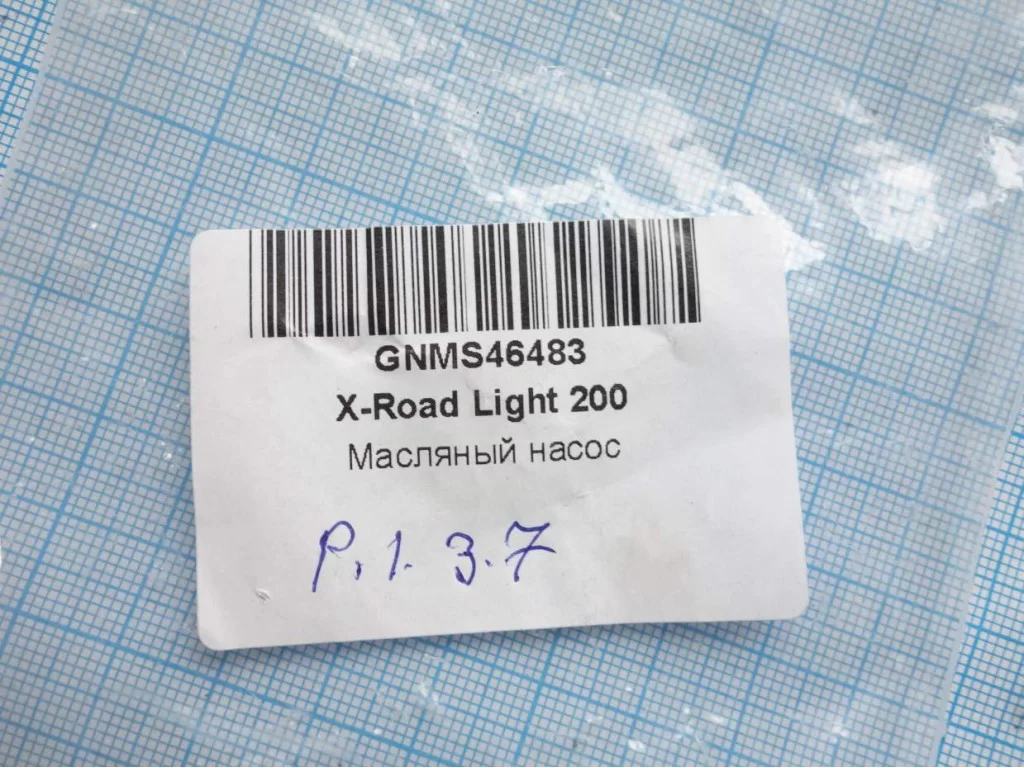 GNMS46483
X-Road Light 200
Масляный насос
P. 1. 3. 7